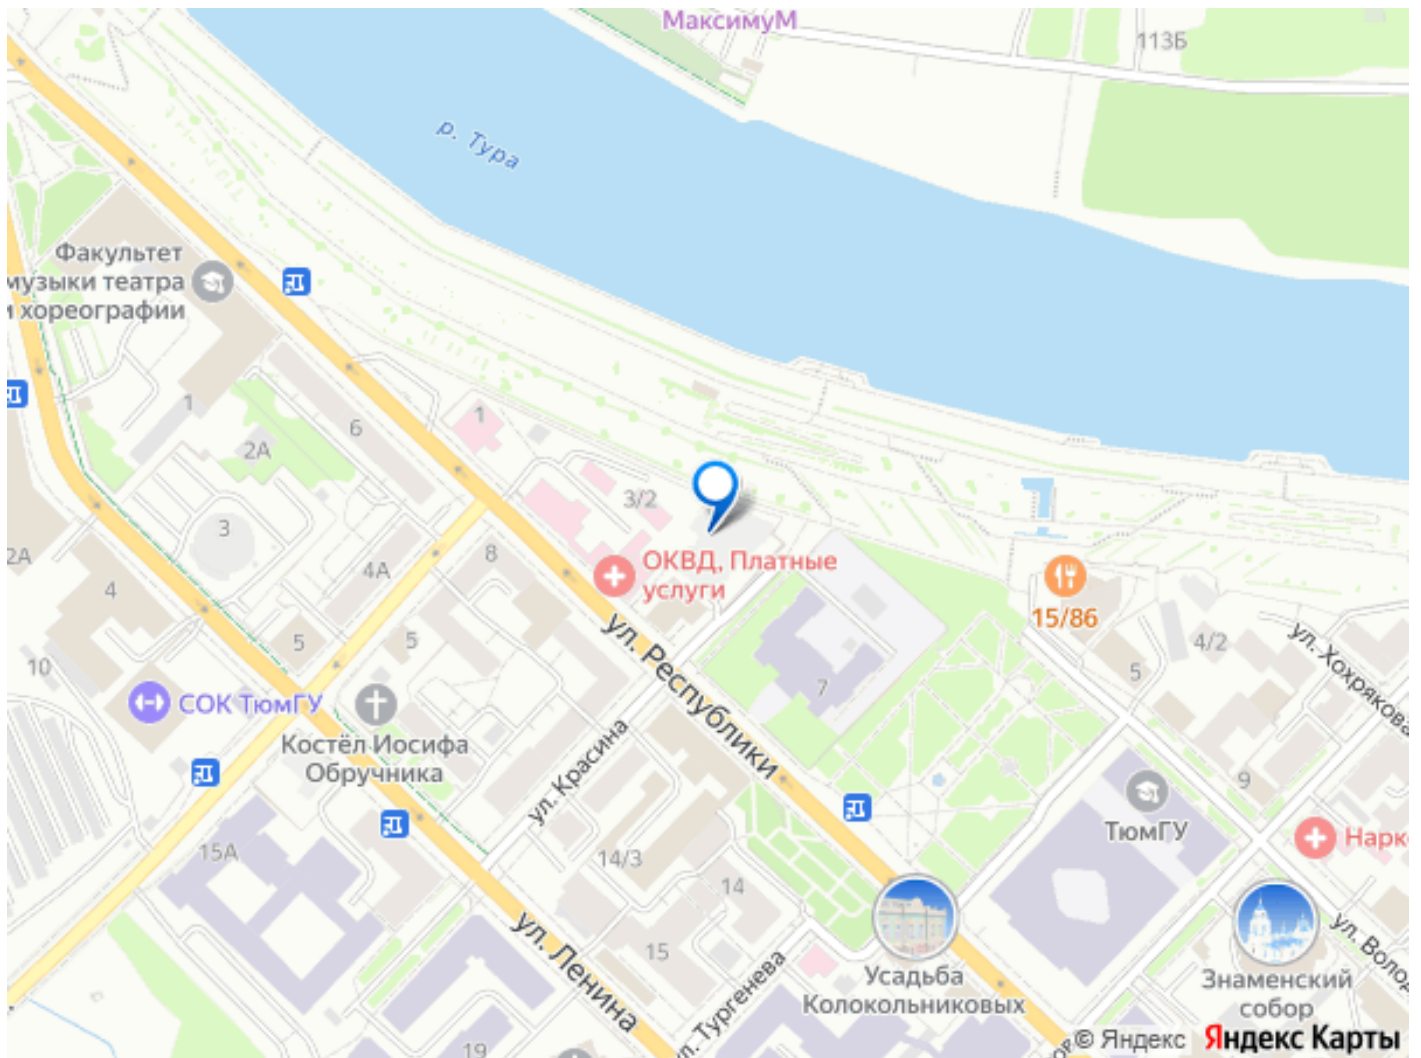 МаксимуМ
113Б
р. Тура
Факультет
музыки театра
и хореографии
1
6
2А
1
3/2
3
2А
4А
8
4
ОКВД, Платные
услуги
15/86
5
5
10
ул. Республики
4/2
5
ул. Хохрякова
7
СОК ТюмГУ
Костёл Иосифа
Обручника
ул. Красина
9
ТюмГУ
Нарк
15А
14/3
14
ул. Ленина
15
ул. Тургенева
Усадьба
Колокольниковых
Знаменский
собор
ул. Волод
19
© Яндекс Яндекс Карты